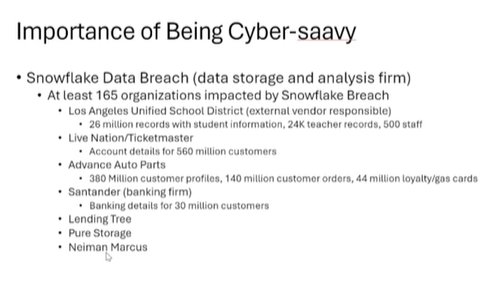 Importance of Being Cyber-saavy
• Snowflake Data Breach (data storage and analysis firm)
• At least 165 organizations impacted by Snowflake Breach
• Los Angeles Unified School District (external vendor responsible)
• 26 million records with student information, 24K teacher records, 500 staff
• Live Nation/Ticketmaster
• Account details for 560 million customers
• Advance Auto Parts
• 380 Million customer profiles, 140 million customer orders, 44 million loyalty/gas cards
• Santander (banking firm)
• Banking details for 30 million customers
• Lending Tree
• Pure Storage
• Neiman Marcus